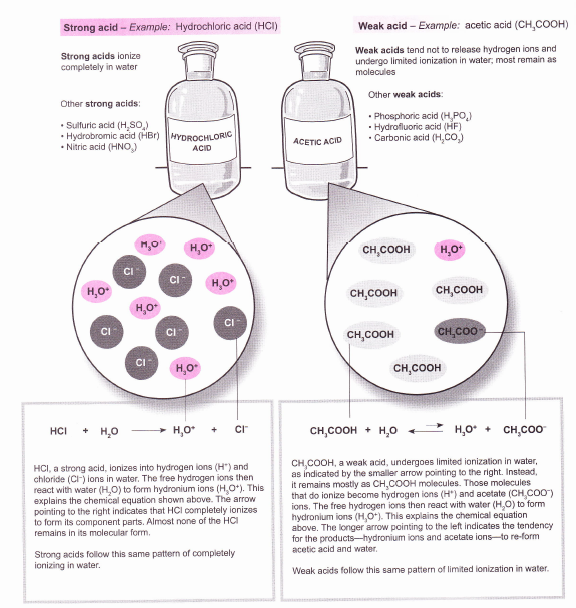 Strong acid – Example: Hydrochloric acid (HCl)
Strong acids ionize
completely in water
Other strong acids:
• Sulfuric acid (H₂SO₄)
• Hydrobromic acid (HBr)
• Nitric acid (HNO₃)
HYDROCHLORIC
ACID
Weak acid – Example: acetic acid (CH₃COOH)
Weak acids tend not to release hydrogen ions and
undergo limited ionization in water; most remain as
molecules
Other weak acids:
• Phosphoric acid (H₃PO₄)
• Hydrofluoric acid (HF)
• Carbonic acid (H₂CO₃)
ACETIC ACID
H₃O⁺
H₃O⁺
Cl⁻
Cl⁻
H₃O⁺
H₃O⁺
H₃O⁺
Cl⁻
Cl⁻
Cl⁻
Cl⁻
H₃O⁺
CH₃COOH
H₃O⁺
CH₃COOH
CH₃COOH
CH₃COOH
CH₃COO⁻
CH₃COOH
HCl + H₂O → H₃O⁺ + Cl⁻
HCl, a strong acid, ionizes into hydrogen ions (H⁺) and
chloride (Cl⁻) ions in water. The free hydrogen ions then
react with water (H₂O) to form hydronium ions (H₃O⁺). This
explains the chemical equation shown above. The arrow
pointing to the right indicates that HCl completely ionizes
to form its component parts. Almost none of the HCl
remains in its molecular form.
Strong acids follow this same pattern of completely
ionizing in water.
CH₃COOH + H₂O ⇄ H₃O⁺ + CH₃COO⁻
CH₃COOH, a weak acid, undergoes limited ionization in water,
as indicated by the smaller arrow pointing to the right. Instead,
it remains mostly as CH₃COOH molecules. Those molecules
that do ionize become hydrogen ions (H⁺) and acetate (CH₃COO⁻)
ions. The free hydrogen ions then react with water (H₂O) to form
hydronium ions (H₃O⁺). This explains the chemical equation
above. The longer arrow pointing to the left indicates the tendency
for the products—hydronium ions and acetate ions—to re-form
acetic acid and water.
Weak acids follow this same pattern of limited ionization in water.